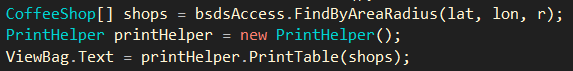 CoffeeShop[] shops = bsdsAccess.FindByAreaRadius(lat, lon, r);
PrintHelper printHelper = new PrintHelper();
ViewBag.Text = printHelper.PrintTable(shops);